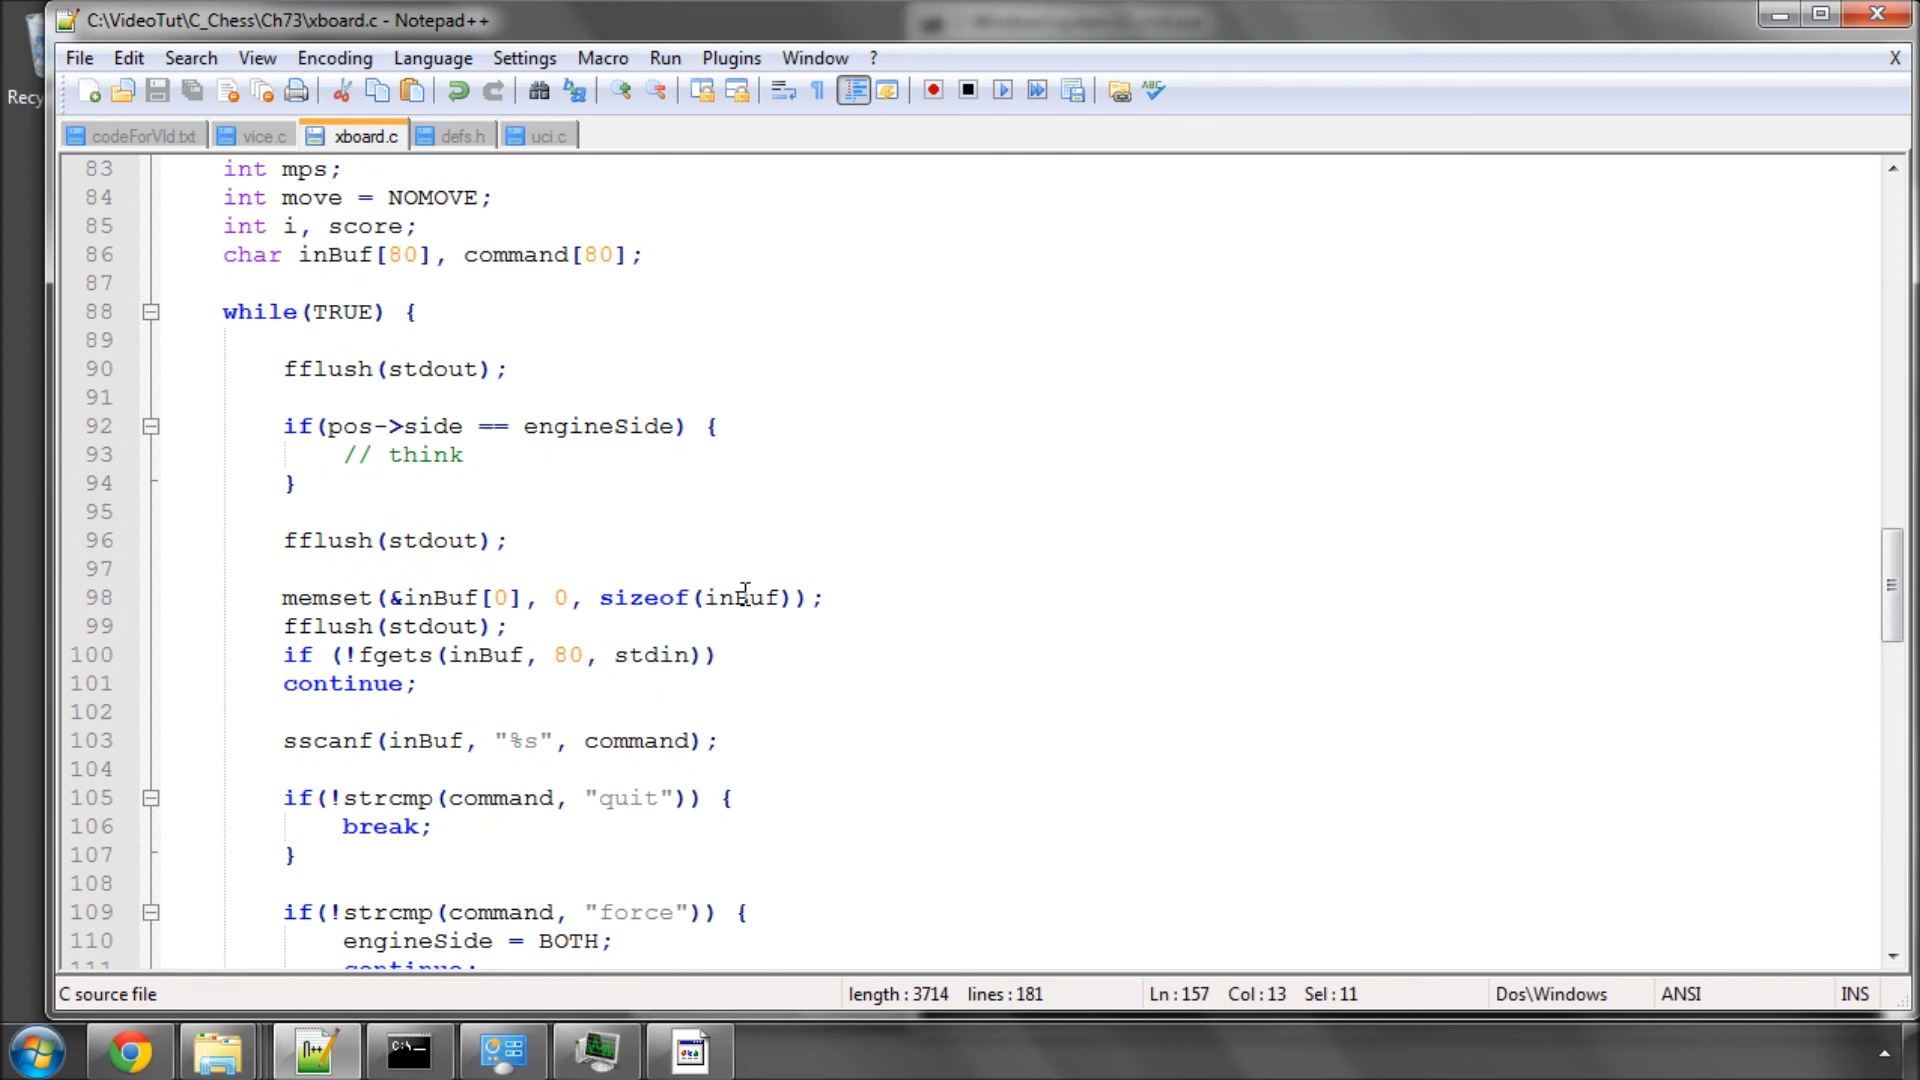 C:\VideoTut\C_Chess\Ch73\xboard.c - Notepad++
File Edit Search View Encoding Language Settings Macro Run Plugins Window ? X
Recy
codeForVId.txt vice.c xboard.c defs.h uci.c
83 int mps;
84 int move = NOMOVE;
85 int i, score;
86 char inBuf[80], command[80];
87
88 while(TRUE) {
89
90 fflush(stdout);
91
92 if(pos->side == engineSide) {
93 // think
94 }
95
96 fflush(stdout);
97
98 memset(&inBuf[0], 0, sizeof(inBuf));
99 fflush(stdout);
100 if (!fgets(inBuf, 80, stdin))
101 continue;
102
103 sscanf(inBuf, "%s", command);
104
105 if(!strcmp(command, "quit")) {
106 break;
107 }
108
109 if(!strcmp(command, "force")) {
110 engineSide = BOTH;
111 continue;
C source file length : 3714 lines : 181 Ln : 157 Col : 13 Sel : 11 Dos\Windows ANSI INS